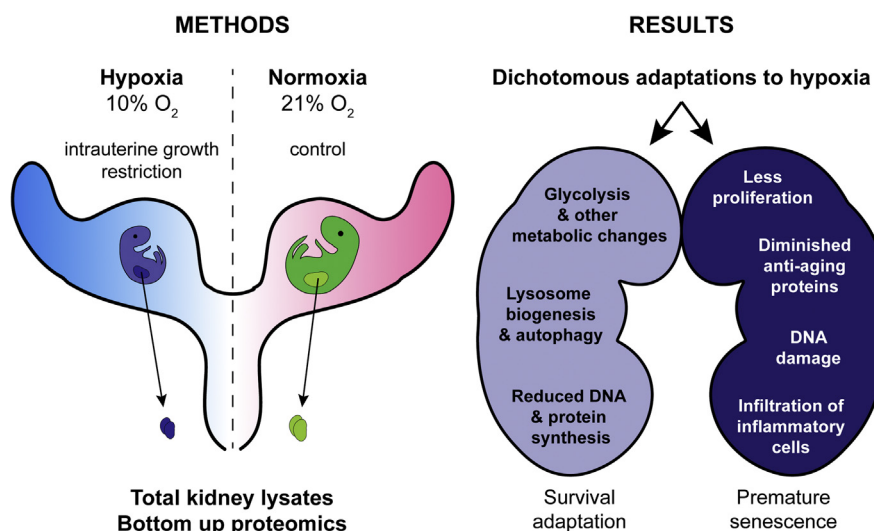 METHODS
Hypoxia
10% O2
intrauterine growth
restriction
Normoxia
21% O2
control
Total kidney lysates
Bottom up proteomics
RESULTS
Dichotomous adaptations to hypoxia
Glycolysis
& other
metabolic changes
Lysosome
biogenesis
& autophagy
Reduced DNA
& protein
synthesis
Survival
adaptation
Less
proliferation
Diminished
anti-aging
proteins
DNA
damage
Infiltration of
inflammatory
cells
Premature
senescence